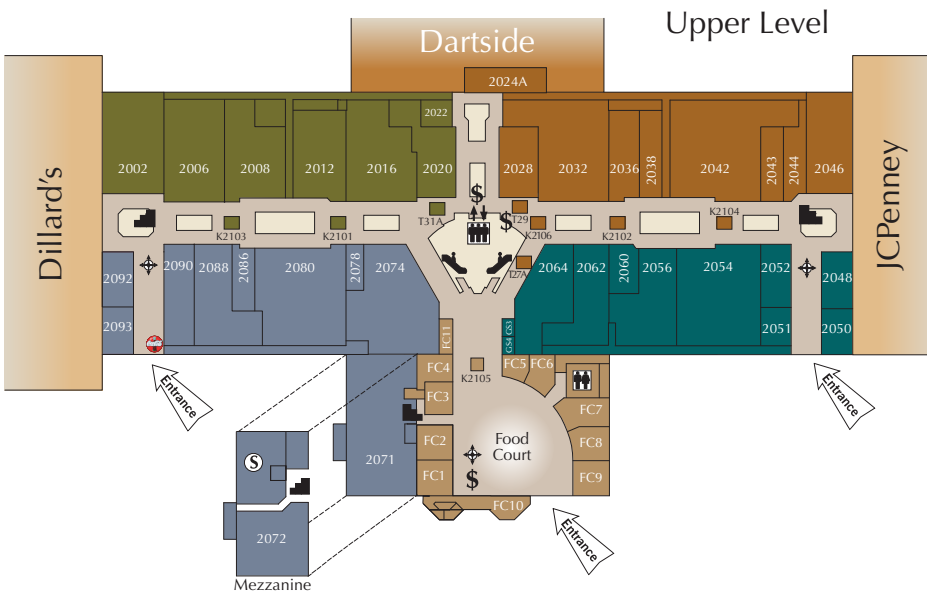 Upper Level
Dartside
2024A
Dillard's
JCPenney
2002
2006
2008
2012
2016
2022
2020
2028
2032
2036
2038
2042
2043
2044
2046
$
$
T31A
T29
K2103
K2101
K2106
K2102
K2104
T27A
2092
2093
2090
2088
2086
2080
2078
2074
2064
2062
2060
2056
2054
2052
2051
2048
2050
FC11
GS3
GS4
Entrance
Entrance
K2105
FC4
FC3
FC2
FC1
FC5
FC6
FC7
FC8
FC9
FC10
Food
Court
$
2071
S
2072
Mezzanine
Entrance